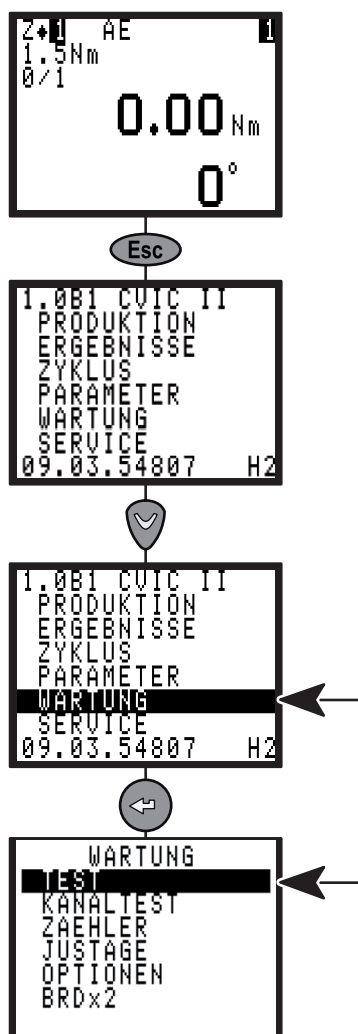 Z♦1 AE 1
1.5Nm
0/1
0.00 Nm
0°
Esc
1.0B1 CVIC II
PRODUKTION
ERGEBNISSE
ZYKLUS
PARAMETER
WARTUNG
SERVICE
09.03.54807 H2
1.0B1 CVIC II
PRODUKTION
ERGEBNISSE
ZYKLUS
PARAMETER
WARTUNG
SERVICE
09.03.54807 H2
WARTUNG
TEST
KANALTEST
ZAEHLER
JUSTAGE
OPTIONEN
BRDx2